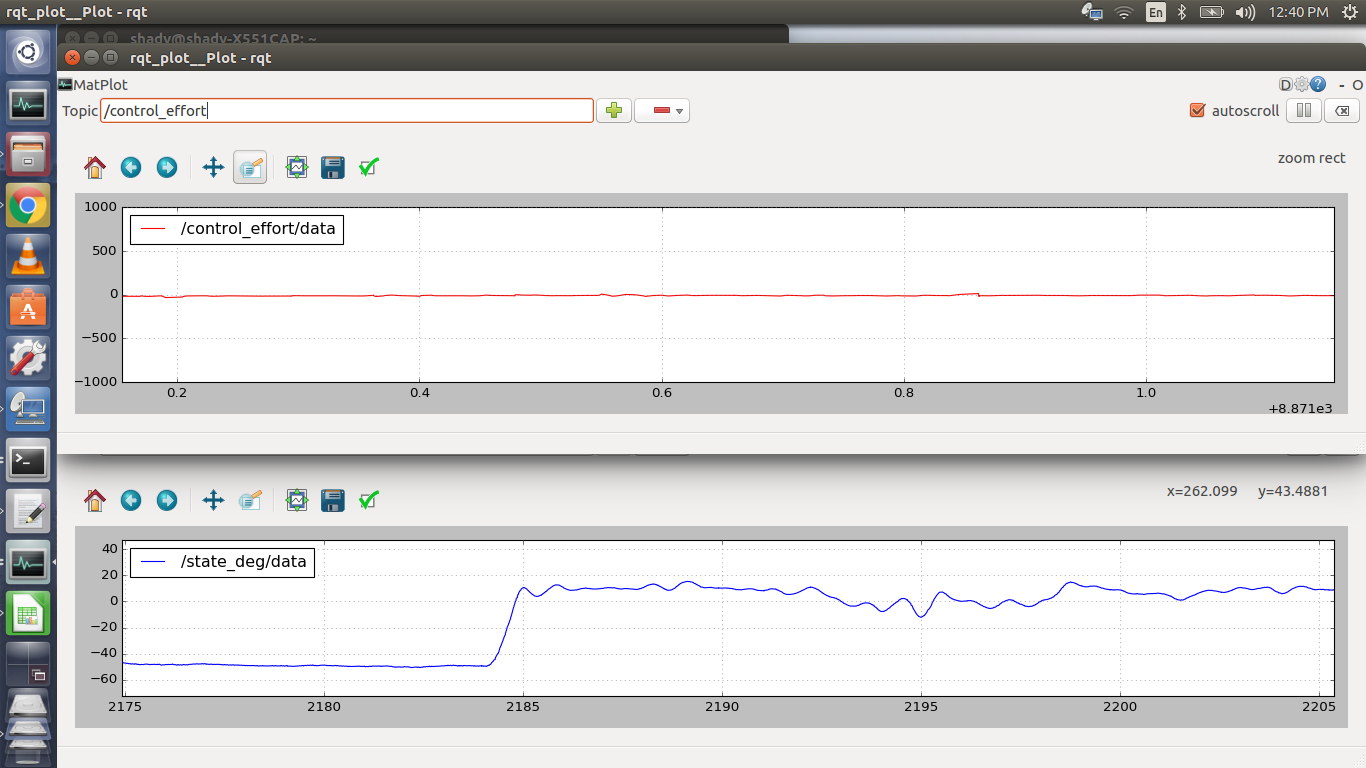 rqt_plot__Plot - rqt
En
12:40 PM
shady@shady-X551CAP: ~
rqt_plot__Plot - rqt
MatPlot
D
- O
Topic /control_effort
autoscroll
zoom rect
1000
/control_effort/data
500
0
−500
−1000
0.2 0.4 0.6 0.8 1.0
+8.871e3
x=262.099 y=43.4881
40
/state_deg/data
20
0
−20
−40
−60
2175 2180 2185 2190 2195 2200 2205